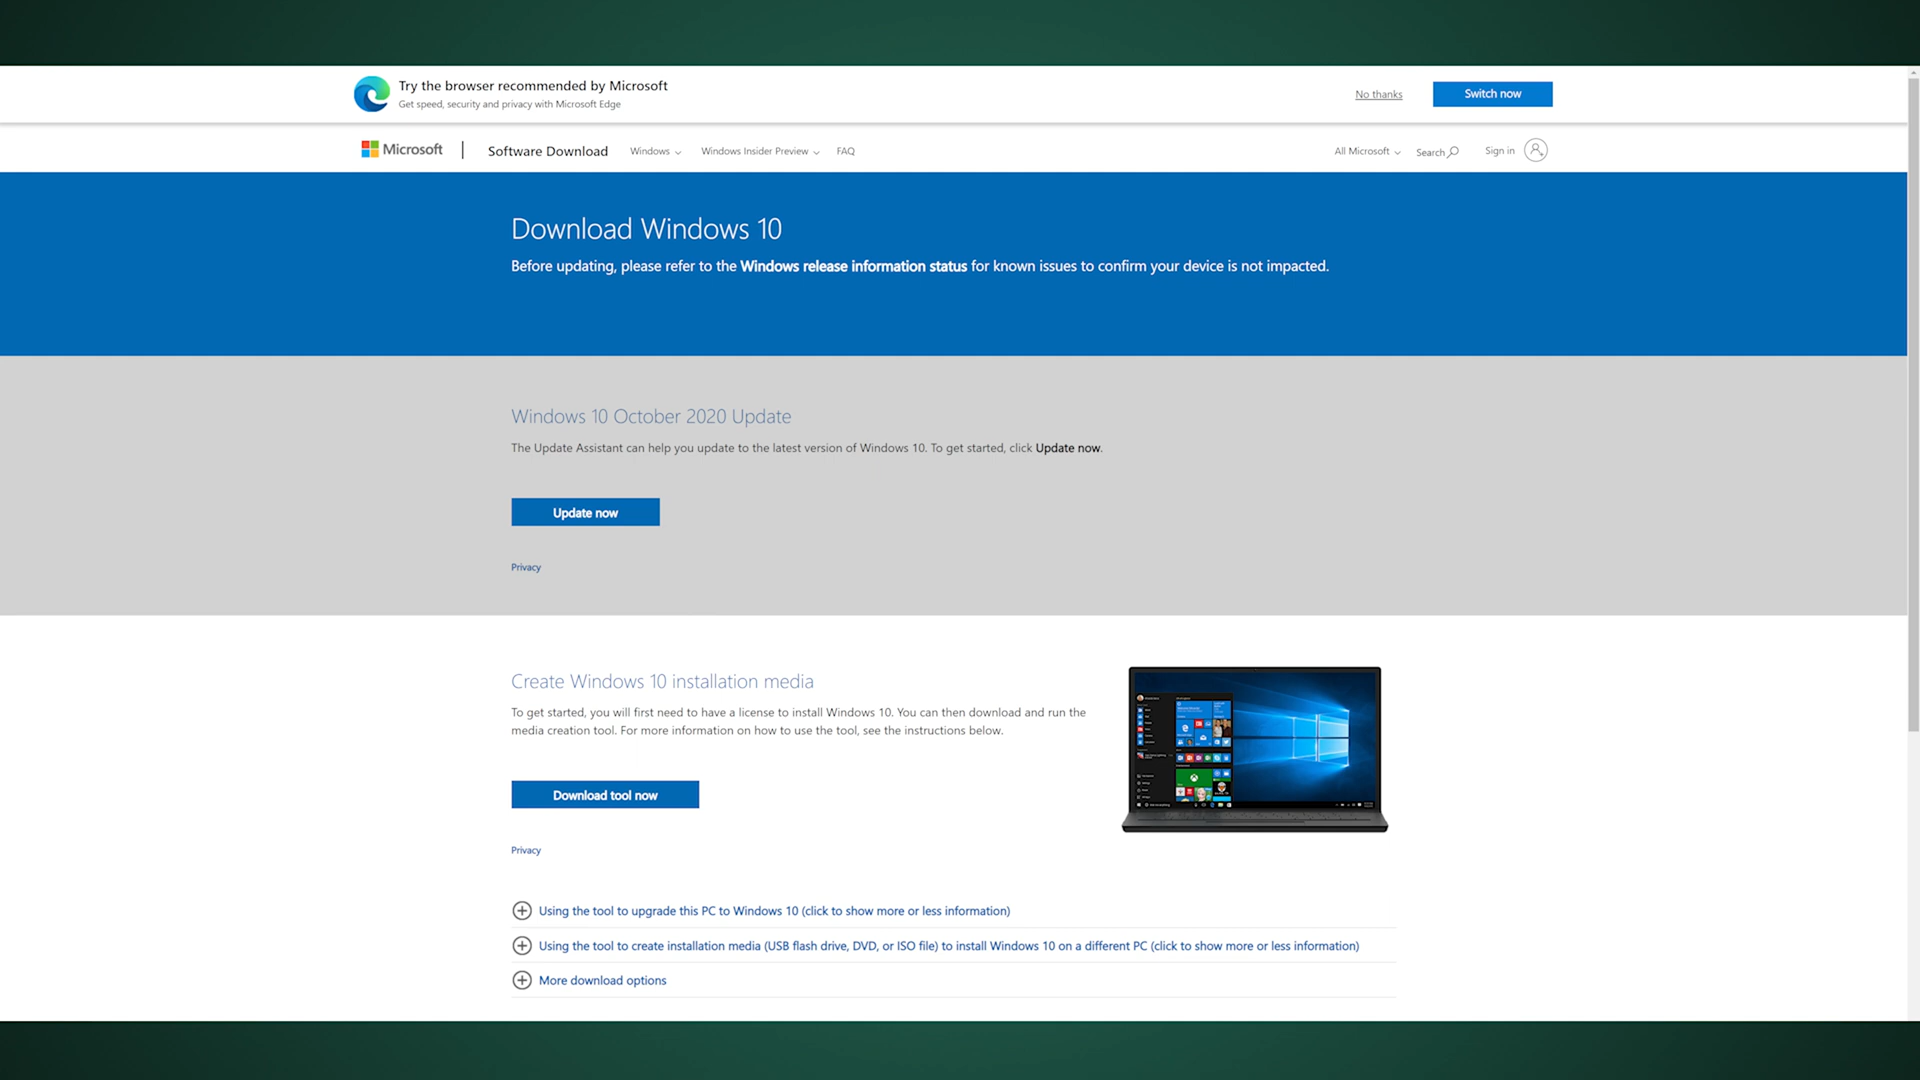 Try the browser recommended by Microsoft
Get speed, security and privacy with Microsoft Edge
No thanks
Switch now
Microsoft
Software Download
Windows
Windows Insider Preview
FAQ
All Microsoft
Search
Sign in
Download Windows 10
Before updating, please refer to the Windows release information status for known issues to confirm your device is not impacted.
Windows 10 October 2020 Update
The Update Assistant can help you update to the latest version of Windows 10. To get started, click Update now.
Update now
Privacy
Create Windows 10 installation media
To get started, you will first need to have a license to install Windows 10. You can then download and run the
media creation tool. For more information on how to use the tool, see the instructions below.
Download tool now
Privacy
Using the tool to upgrade this PC to Windows 10 (click to show more or less information)
Using the tool to create installation media (USB flash drive, DVD, or ISO file) to install Windows 10 on a different PC (click to show more or less information)
More download options